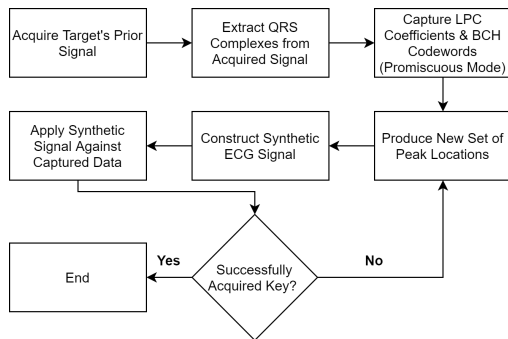 Acquire Target's Prior
Signal
Extract QRS
Complexes from
Acquired Signal
Capture LPC
Coefficients & BCH
Codewords
(Promiscuous Mode)
Apply Synthetic
Signal Against
Captured Data
Construct Synthetic
ECG Signal
Produce New Set of
Peak Locations
End
Yes
Successfully
Acquired Key?
No